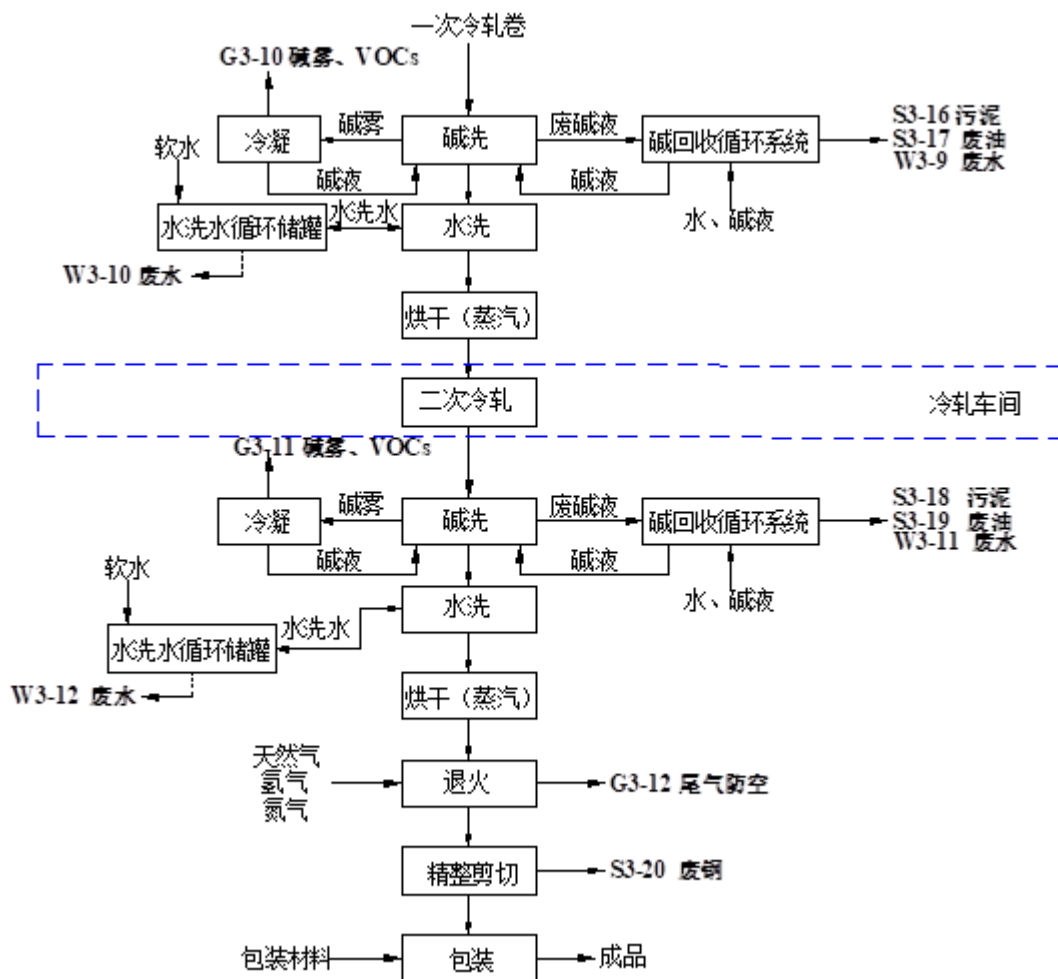 一次冷轧卷
G3-10 碱雾、VOCs
冷凝
碱雾
碱洗
废碱液
碱回收循环系统
S3-16 污泥
S3-17 废油
W3-9 废水
软水
碱液
碱液
水、碱液
水洗水循环储罐
水洗水
水洗
W3-10 废水
烘干（蒸汽）
二次冷轧
冷轧车间
G3-11 碱雾、VOCs
冷凝
碱雾
碱先
废碱液
碱回收循环系统
S3-18 污泥
S3-19 废油
W3-11 废水
软水
碱液
碱液
水、碱液
水洗水循环储罐
水洗水
水洗
W3-12 废水
烘干（蒸汽）
天然气
氢气
氮气
退火
G3-12 尾气防空
精整剪切
S3-20 废钢
包装材料
包装
成品